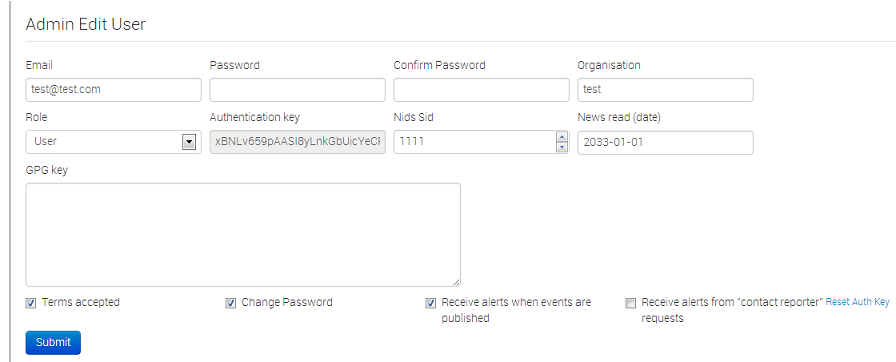 Admin Edit User
Email Password Confirm Password Organisation
test@test.com test
Role Authentication key Nids Sid News read (date)
User xBNLv659pAASI8yLnkGbUicYeCF 1111 2033-01-01
GPG key
Terms accepted Change Password Receive alerts when events are published Receive alerts from "contact reporter" requests Reset Auth Key
Submit